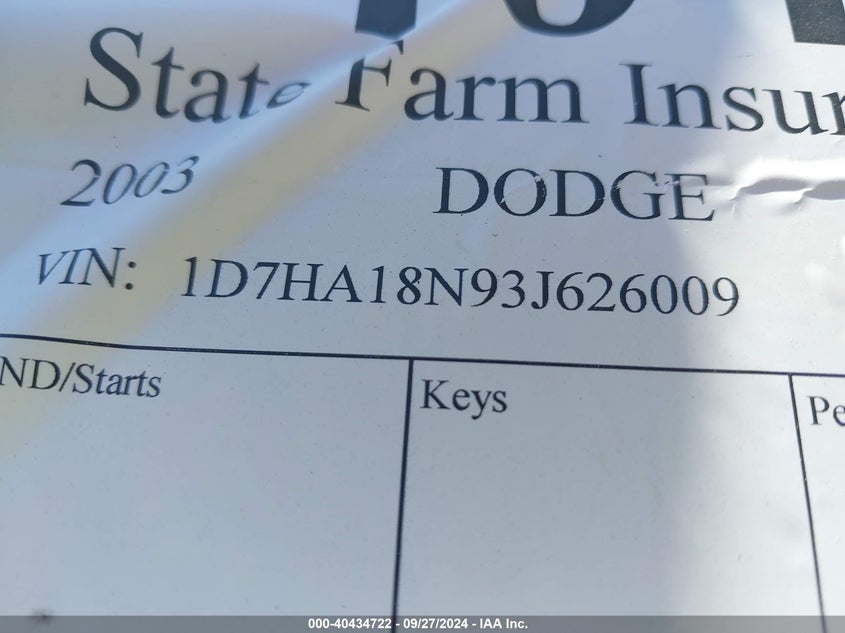 State Farm Insur
2003 DODGE
VIN: 1D7HA18N93J626009
ND/Starts Keys Pe
000-40434722 - 09/27/2024 - IAA Inc.